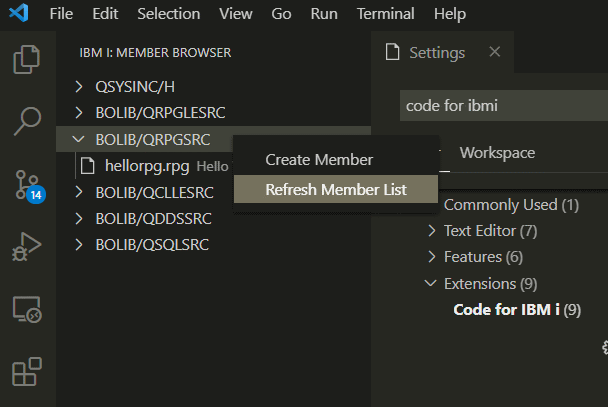 File Edit Selection View Go Run Terminal Help
IBM I: MEMBER BROWSER
QSYSINC/H
BOLIB/QRPGLESRC
BOLIB/QRPGSRC
hellorpg.rpg Hello
BOLIB/QCLLESRC
BOLIB/QDDSSRC
BOLIB/QSQLSRC
14
Create Member
Refresh Member List
Settings
code for ibmi
Workspace
Commonly Used (1)
Text Editor (7)
Features (6)
Extensions (9)
Code for IBM i (9)